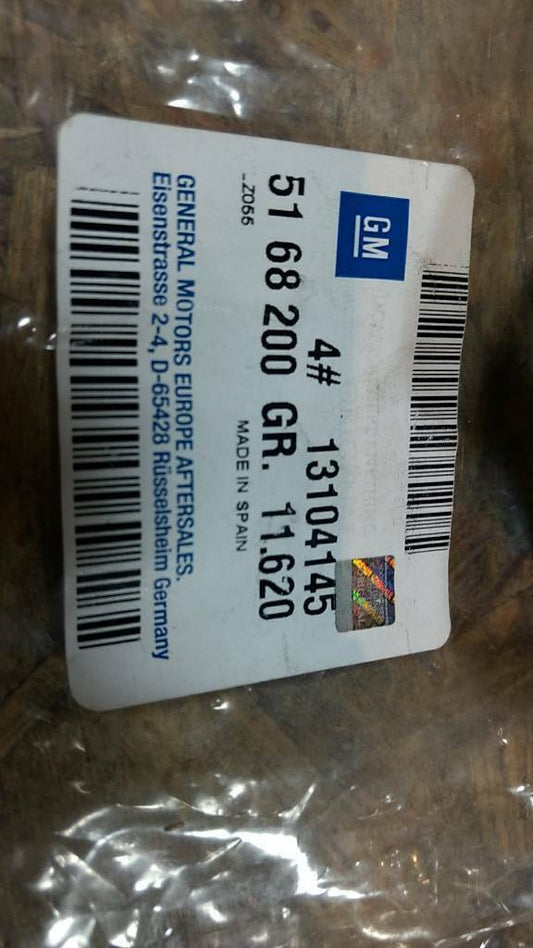 GM
4# 13104145
51 68 200 GR. 11.620
MADE IN SPAIN
GENERAL MOTORS EUROPE AFTERSALES.
Eisenstrasse 2-4, D-65428 Rüsselsheim Germany